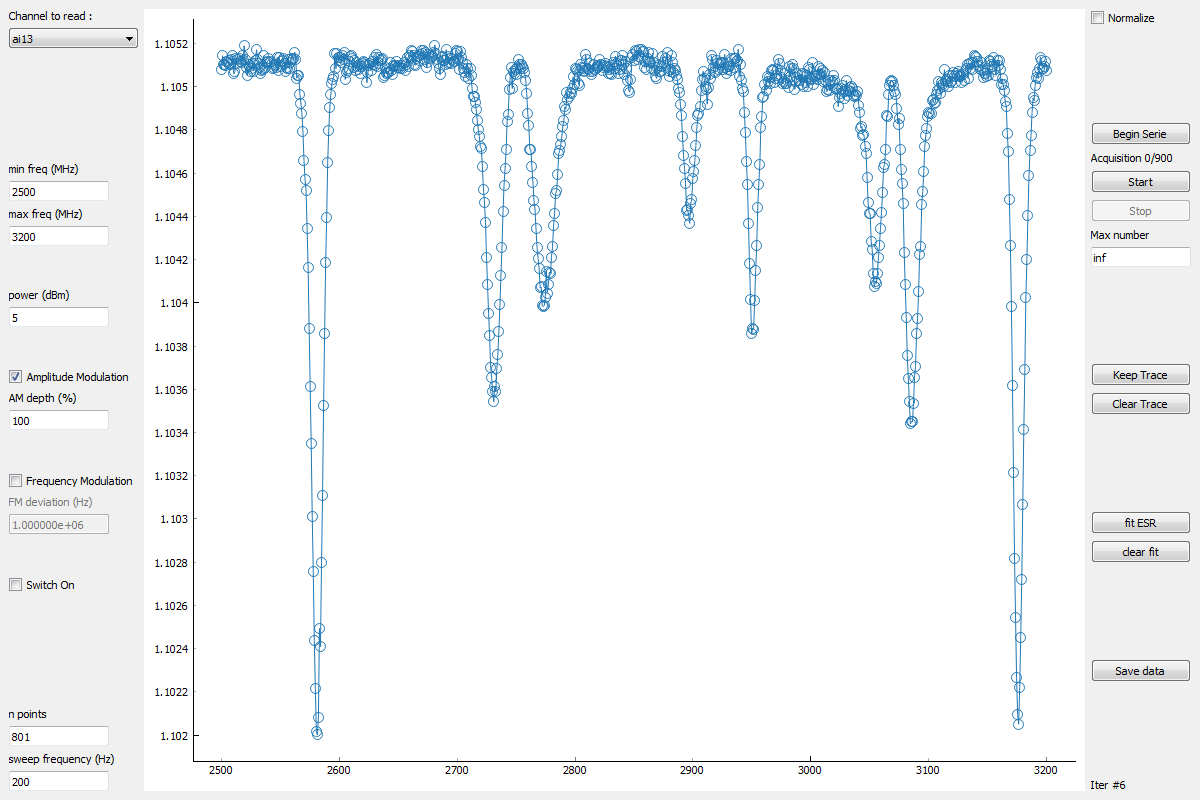 Channel to read :
ai13
min freq (MHz)
2500
max freq (MHz)
3200
power (dBm)
5
Amplitude Modulation
AM depth (%)
100
Frequency Modulation
FM deviation (Hz)
1.000000e+06
Switch On
n points
801
sweep frequency (Hz)
200
1.1052
1.105
1.1048
1.1046
1.1044
1.1042
1.104
1.1038
1.1036
1.1034
1.1032
1.103
1.1028
1.1026
1.1024
1.1022
1.102
2500 2600 2700 2800 2900 3000 3100 3200
Normalize
Begin Serie
Acquisition 0/900
Start
Stop
Max number
inf
Keep Trace
Clear Trace
fit ESR
clear fit
Save data
Iter #6